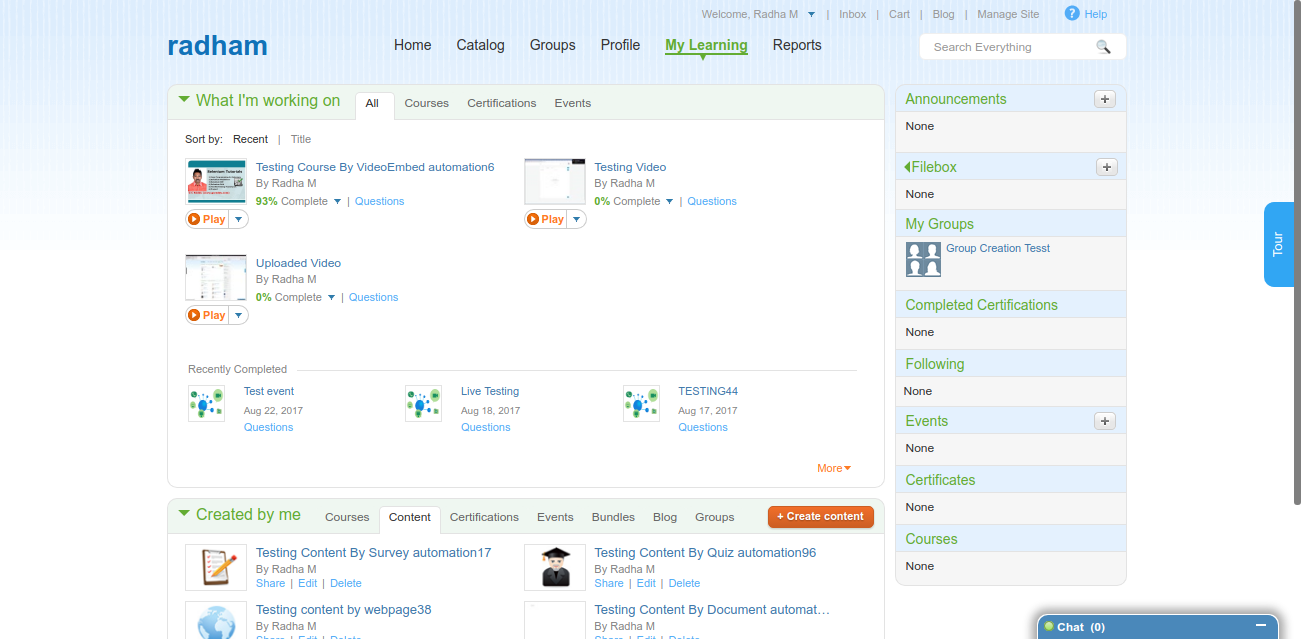 Welcome, Radha M | Inbox | Cart | Blog | Manage Site ? Help
radham Home Catalog Groups Profile My Learning Reports Search Everything
What I'm working on All Courses Certifications Events
Sort by: Recent | Title
Testing Course By VideoEmbed automation6
By Radha M
93% Complete | Questions
Play
Testing Video
By Radha M
0% Complete | Questions
Play
Uploaded Video
By Radha M
0% Complete | Questions
Play
Recently Completed
Test event
Aug 22, 2017
Questions
Live Testing
Aug 18, 2017
Questions
TESTING44
Aug 17, 2017
Questions
More
Created by me Courses Content Certifications Events Bundles Blog Groups + Create content
Testing Content By Survey automation17
By Radha M
Share | Edit | Delete
Testing Content By Quiz automation96
By Radha M
Share | Edit | Delete
Testing content by webpage38
By Radha M
Share | Edit | Delete
Testing Content By Document automat…
By Radha M
Share | Edit | Delete
Announcements +
None
Filebox +
None
My Groups
Group Creation Tesst
Completed Certifications
None
Following
None
Events +
None
Certificates
None
Courses
None
Tour
Chat (0)